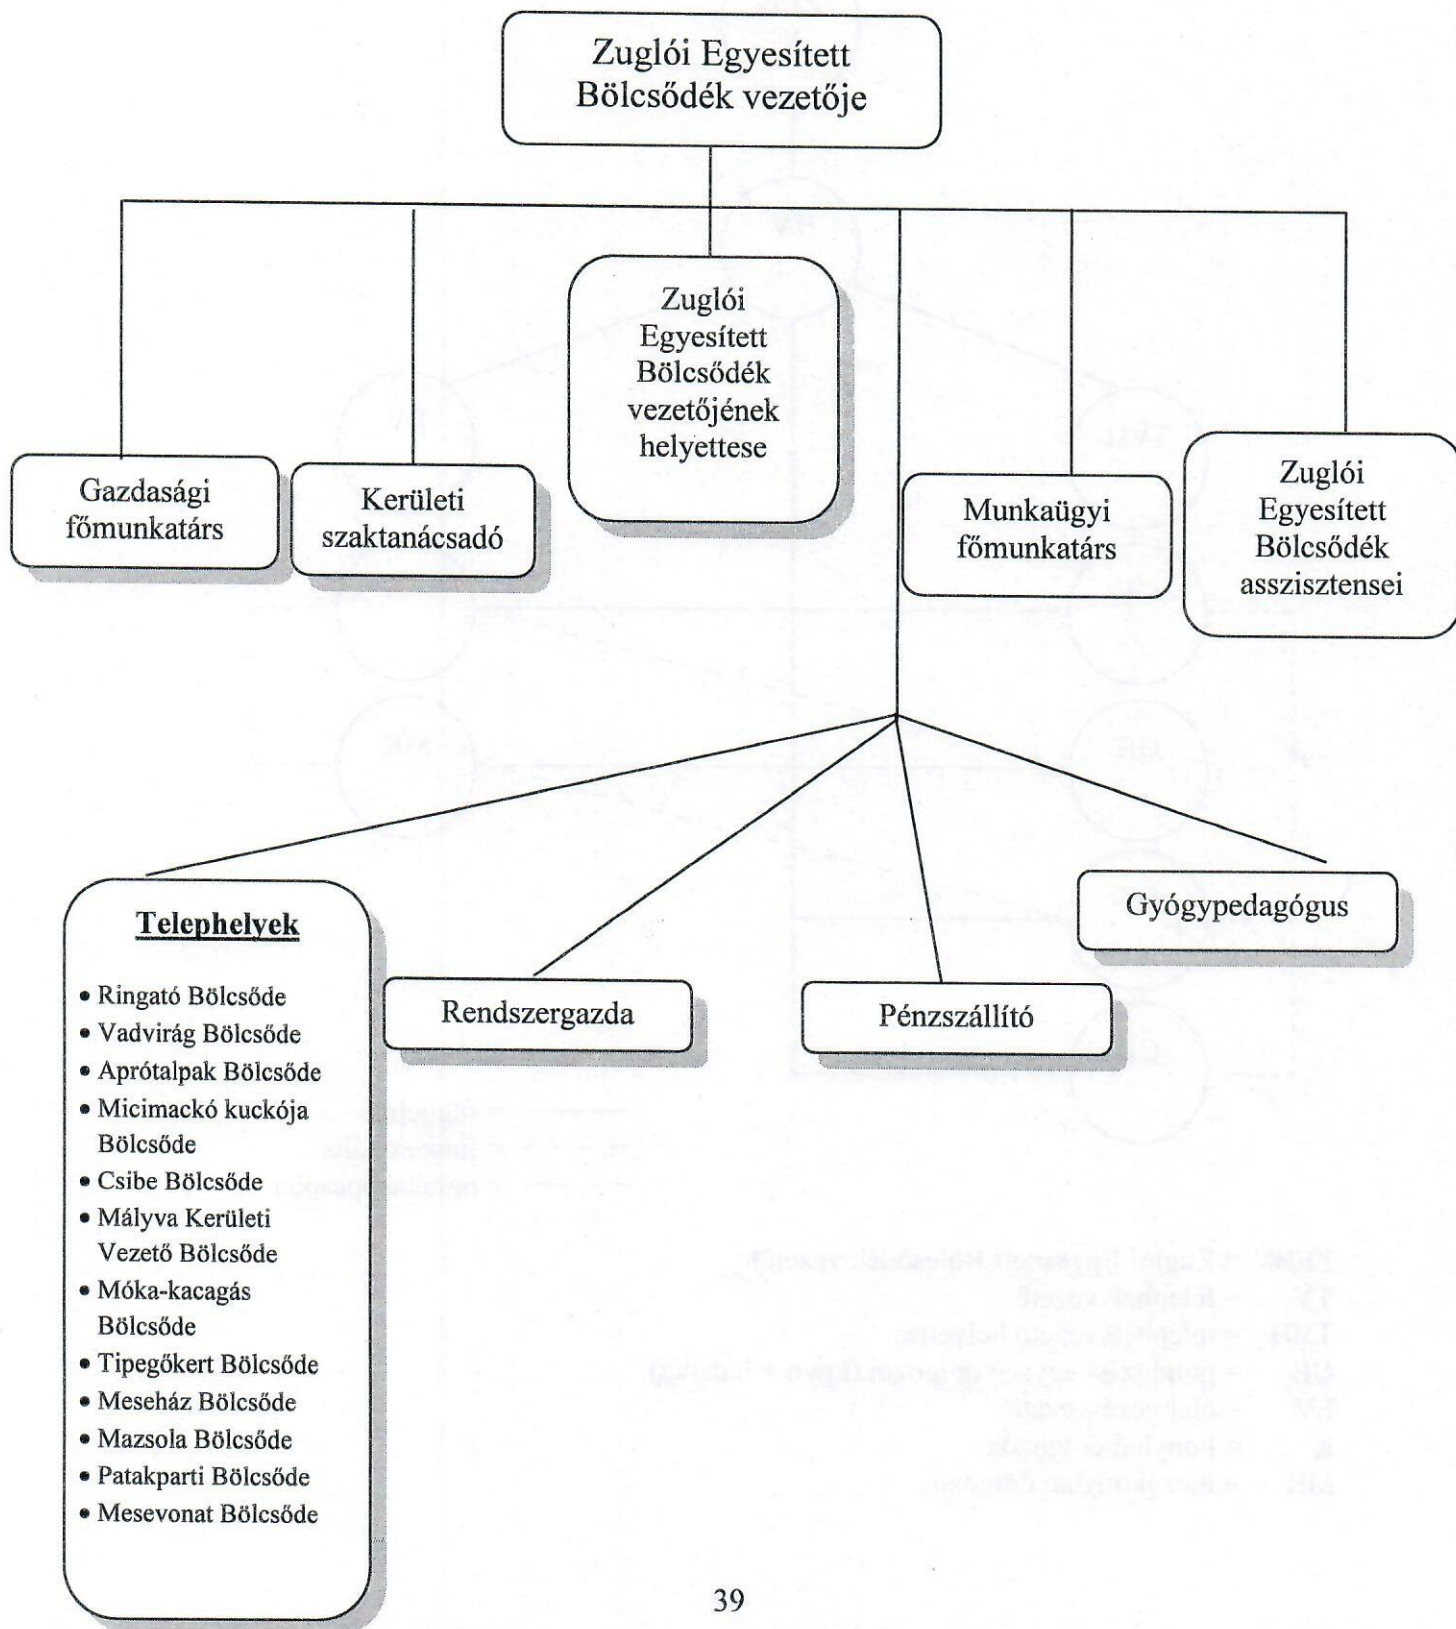 Zuglói Egyesített
Bölcsődék vezetője
Gazdasági
főmunkatárs
Kerületi
szaktanácsadó
Zuglói
Egyesített
Bölcsődék
vezetőjének
helyettese
Munkaügyi
főmunkatárs
Zuglói
Egyesített
Bölcsődék
asszisztensei
Telephelyek
• Ringató Bölcsőde
• Vadvirág Bölcsőde
• Aprótalpak Bölcsőde
• Micimackó kuckója
Bölcsőde
• Csibe Bölcsőde
• Mályva Kerületi
Vezető Bölcsőde
• Móka-kacagás
Bölcsőde
• Tipegőkert Bölcsőde
• Meseház Bölcsőde
• Mazsola Bölcsőde
• Patakparti Bölcsőde
• Mesevonat Bölcsőde
Rendszergazda
Pénzszállító
Gyógypedagógus
39